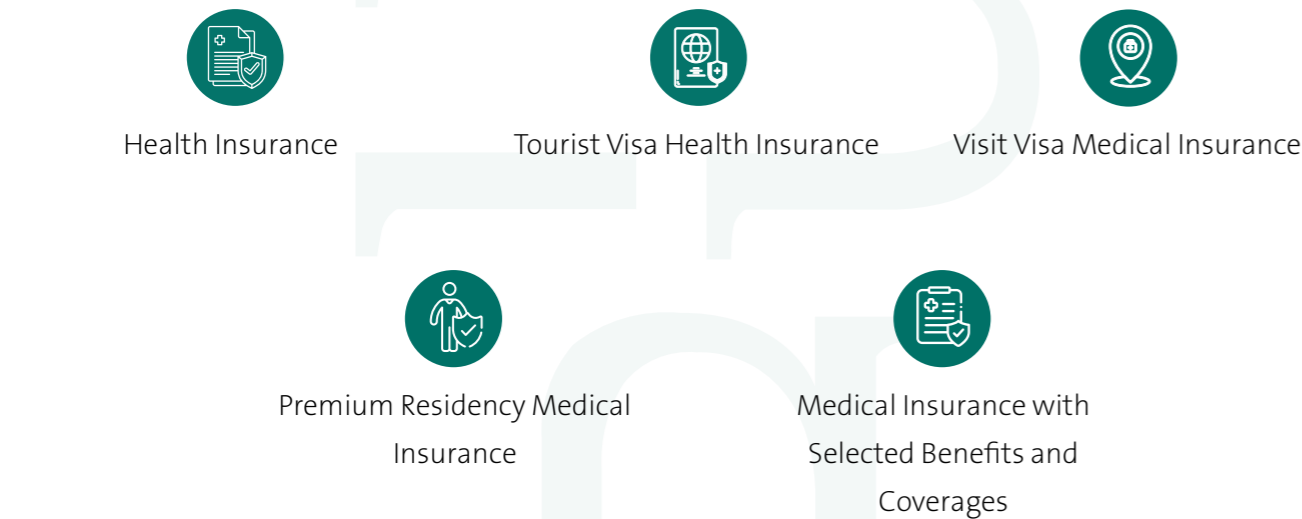 Health Insurance
Tourist Visa Health Insurance
Visit Visa Medical Insurance
Premium Residency Medical
Insurance
Medical Insurance with
Selected Benefits and
Coverages